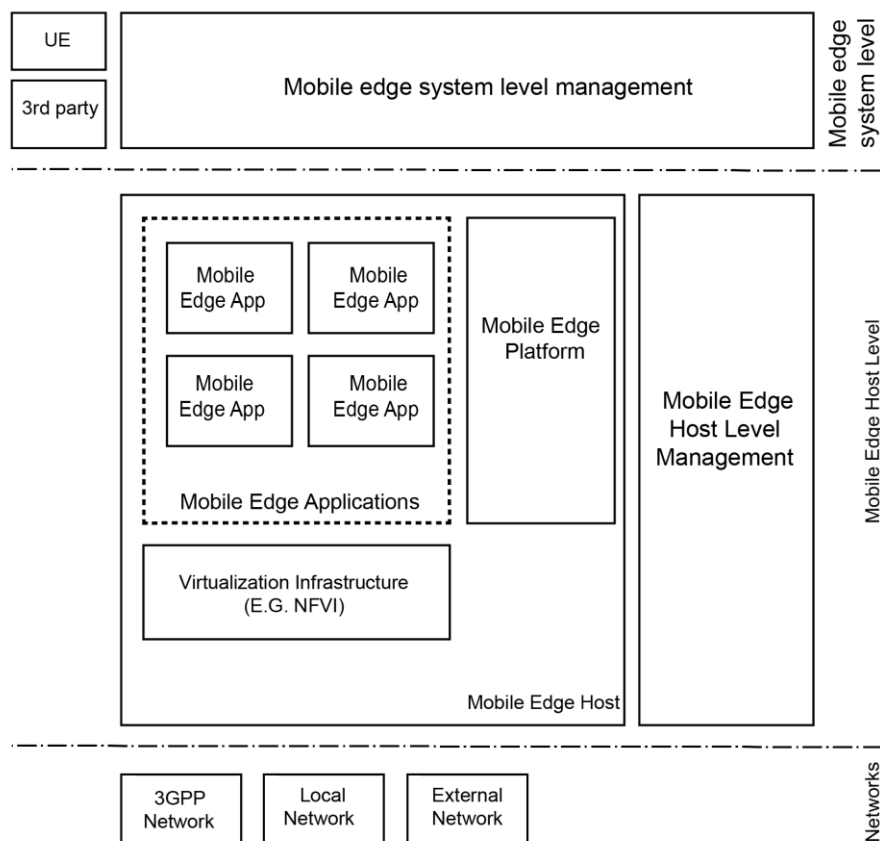 UE
3rd party
Mobile edge system level management
Mobile edge
system level
Mobile
Edge App
Mobile
Edge App
Mobile
Edge App
Mobile
Edge App
Mobile Edge Applications
Mobile Edge
Platform
Virtualization Infrastructure
(E.G. NFVI)
Mobile Edge Host
Mobile Edge
Host Level
Management
Mobile Edge Host Level
3GPP
Network
Local
Network
External
Network
Networks